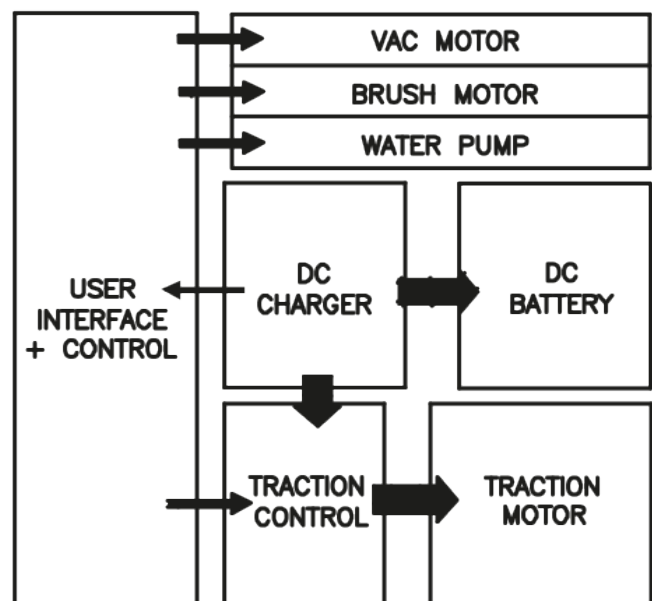 VAC MOTOR
BRUSH MOTOR
WATER PUMP
USER
INTERFACE
+ CONTROL
DC
CHARGER
DC
BATTERY
TRACTION
CONTROL
TRACTION
MOTOR